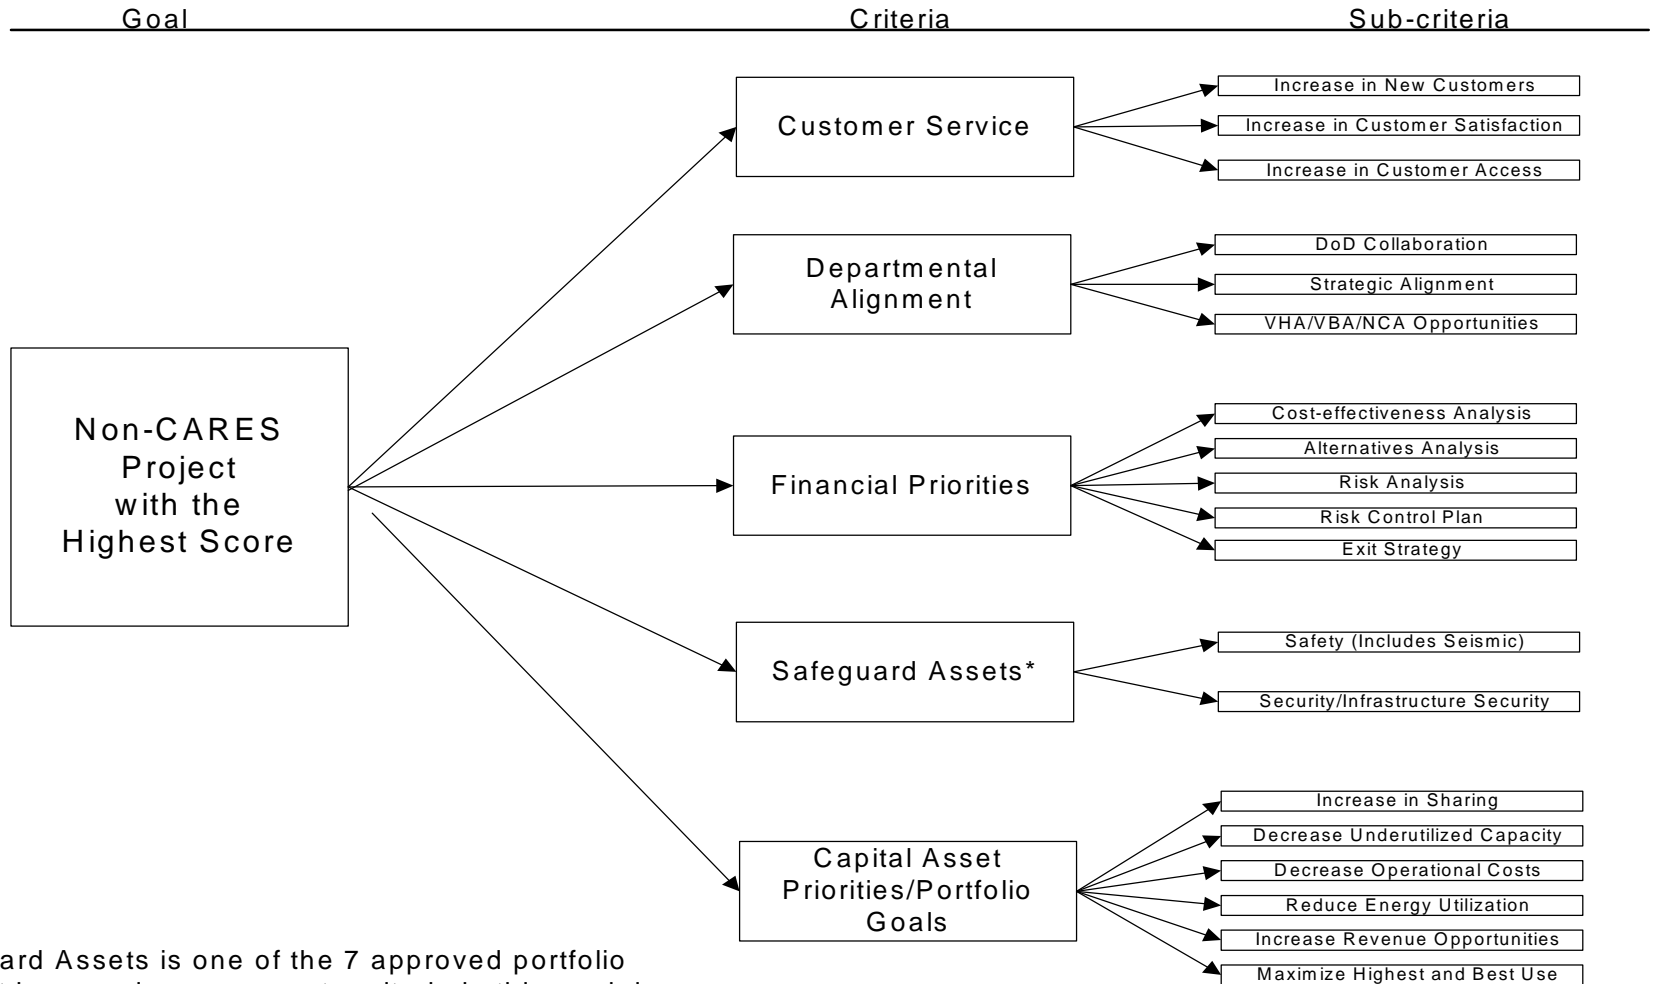 Goal
Criteria
Sub-criteria
Non-CARES
Project
with the
Highest Score
Customer Service
Increase in New Customers
Increase in Customer Satisfaction
Increase in Customer Access
Departmental
Alignment
DoD Collaboration
Strategic Alignment
VHA/VBA/NCA Opportunities
Financial Priorities
Cost-effectiveness Analysis
Alternatives Analysis
Risk Analysis
Risk Control Plan
Exit Strategy
Safeguard Assets*
Safety (Includes Seismic)
Security/Infrastructure Security
Capital Asset
Priorities/Portfolio
Goals
Increase in Sharing
Decrease Underutilized Capacity
Decrease Operational Costs
Reduce Energy Utilization
Increase Revenue Opportunities
Maximize Highest and Best Use
ard Assets is one of the 7 approved portfolio